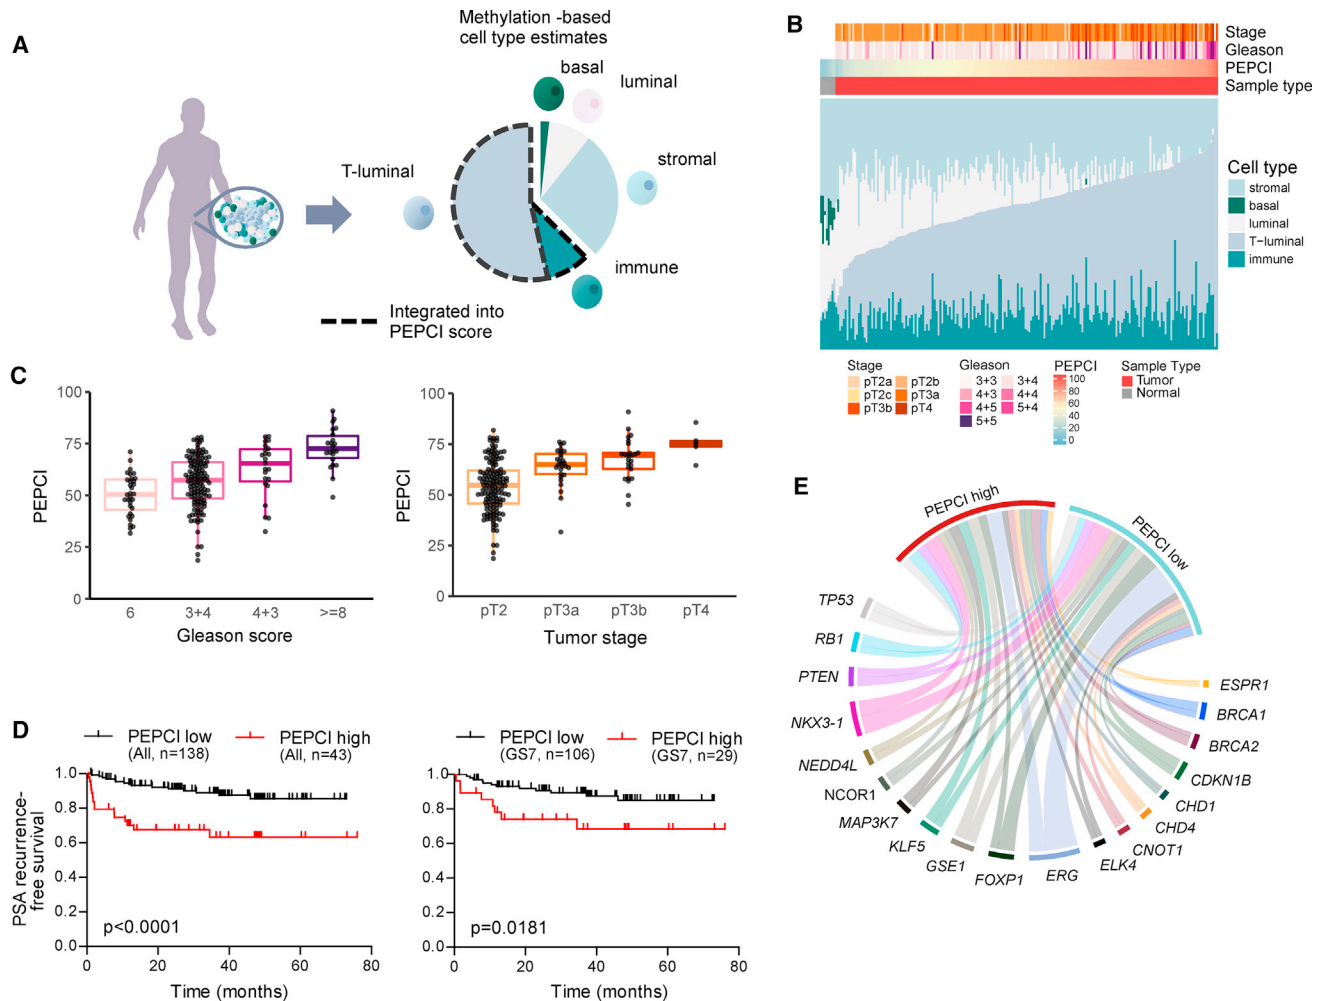 A
Methylation -based
cell type estimates
basal
luminal
stromal
T-luminal
immune
Integrated into
PEPCI score
B
Stage
Gleason
PEPCI
Sample type
Cell type
stromal
basal
luminal
T−luminal
immune
Stage
pT2a
pT2b
pT2c
pT3a
pT3b
pT4
Gleason
3+3
3+4
4+3
4+4
4+5
5+4
5+5
PEPCI
100
80
60
40
20
0
Sample Type
Tumor
Normal
C
PEPCI
100
75
50
25
0
6
3+4
4+3
>=8
Gleason score
PEPCI
100
75
50
25
0
pT2
pT3a
pT3b
pT4
Tumor stage
D
PEPCI low
(All, n=138)
PEPCI high
(All, n=43)
PSA recurrence-
free survival
1.0
0.8
0.6
0.4
0.2
0.0
p<0.0001
0
20
40
60
80
Time (months)
PEPCI low
(GS7, n=106)
PEPCI high
(GS7, n=29)
1.0
0.8
0.6
0.4
0.2
0.0
p=0.0181
0
20
40
60
80
Time (months)
E
PEPCI high
PEPCI low
TP53
RB1
PTEN
NKX3-1
NEDD4L
NCOR1
MAP3K7
KLF5
GSE1
FOXP1
ERG
ELK4
CNOT1
CHD4
CHD1
CDKN1B
BRCA2
BRCA1
ESPR1